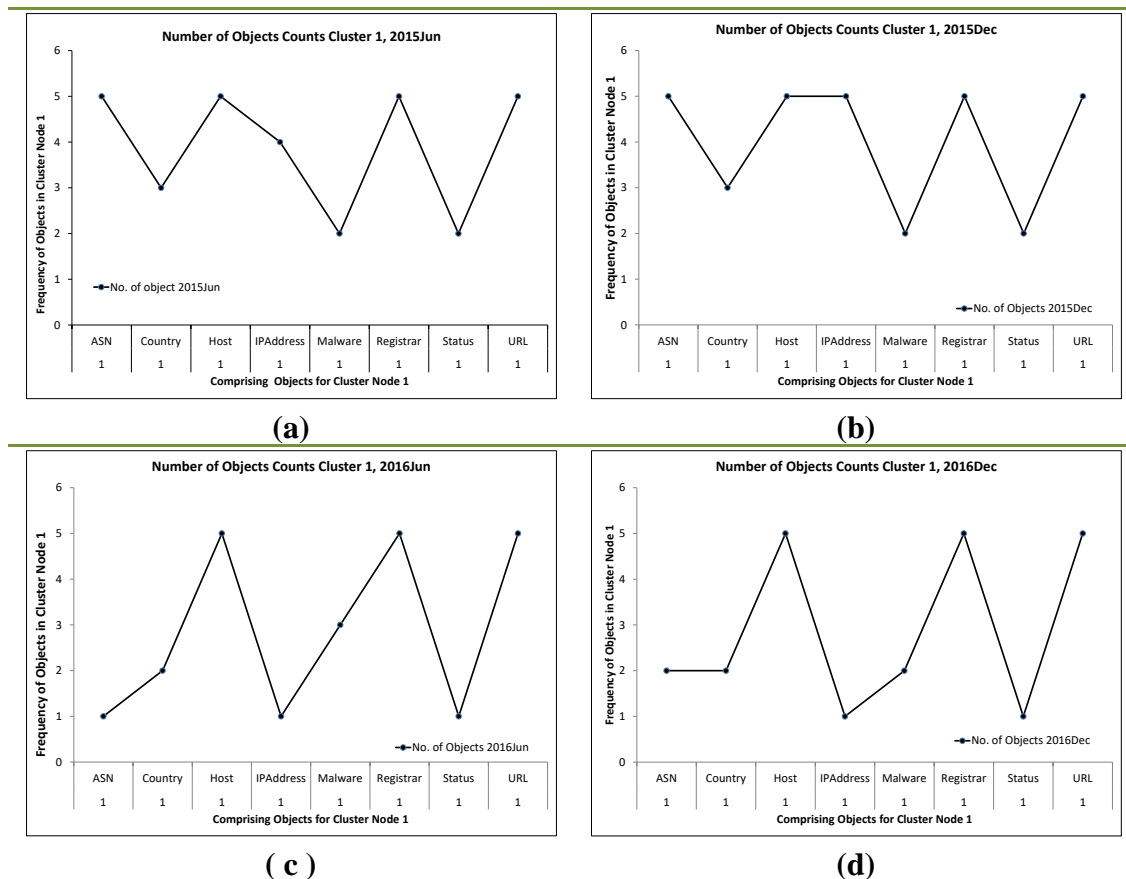 Number of Objects Counts Cluster 1, 2015Jun
Frequency of Objects in Cluster Node 1
6
5
4
3
2
1
0
No. of object 2015Jun
ASN Country Host IPAddress Malware Registrar Status URL
1 1 1 1 1 1 1 1
Comprising Objects for Cluster Node 1
(a)
Number of Objects Counts Cluster 1, 2015Dec
Frequency of Objects in Cluster Node 1
6
5
4
3
2
1
0
No. of Objects 2015Dec
ASN Country Host IPAddress Malware Registrar Status URL
1 1 1 1 1 1 1 1
Comprising Objects for Cluster Node 1
(b)
Number of Objects Counts Cluster 1, 2016Jun
Frequency of Objects in Cluster Node 1
6
5
4
3
2
1
0
No. of Objects 2016Jun
ASN Country Host IPAddress Malware Registrar Status URL
1 1 1 1 1 1 1 1
Comprising Objects for Cluster Node 1
( c )
Number of Objects Counts Cluster 1, 2016Dec
Frequency of Objects in Cluster Node 1
6
5
4
3
2
1
0
No. of Objects 2016Dec
ASN Country Host IPAddress Malware Registrar Status URL
1 1 1 1 1 1 1 1
Comprising Objects for Cluster Node 1
(d)